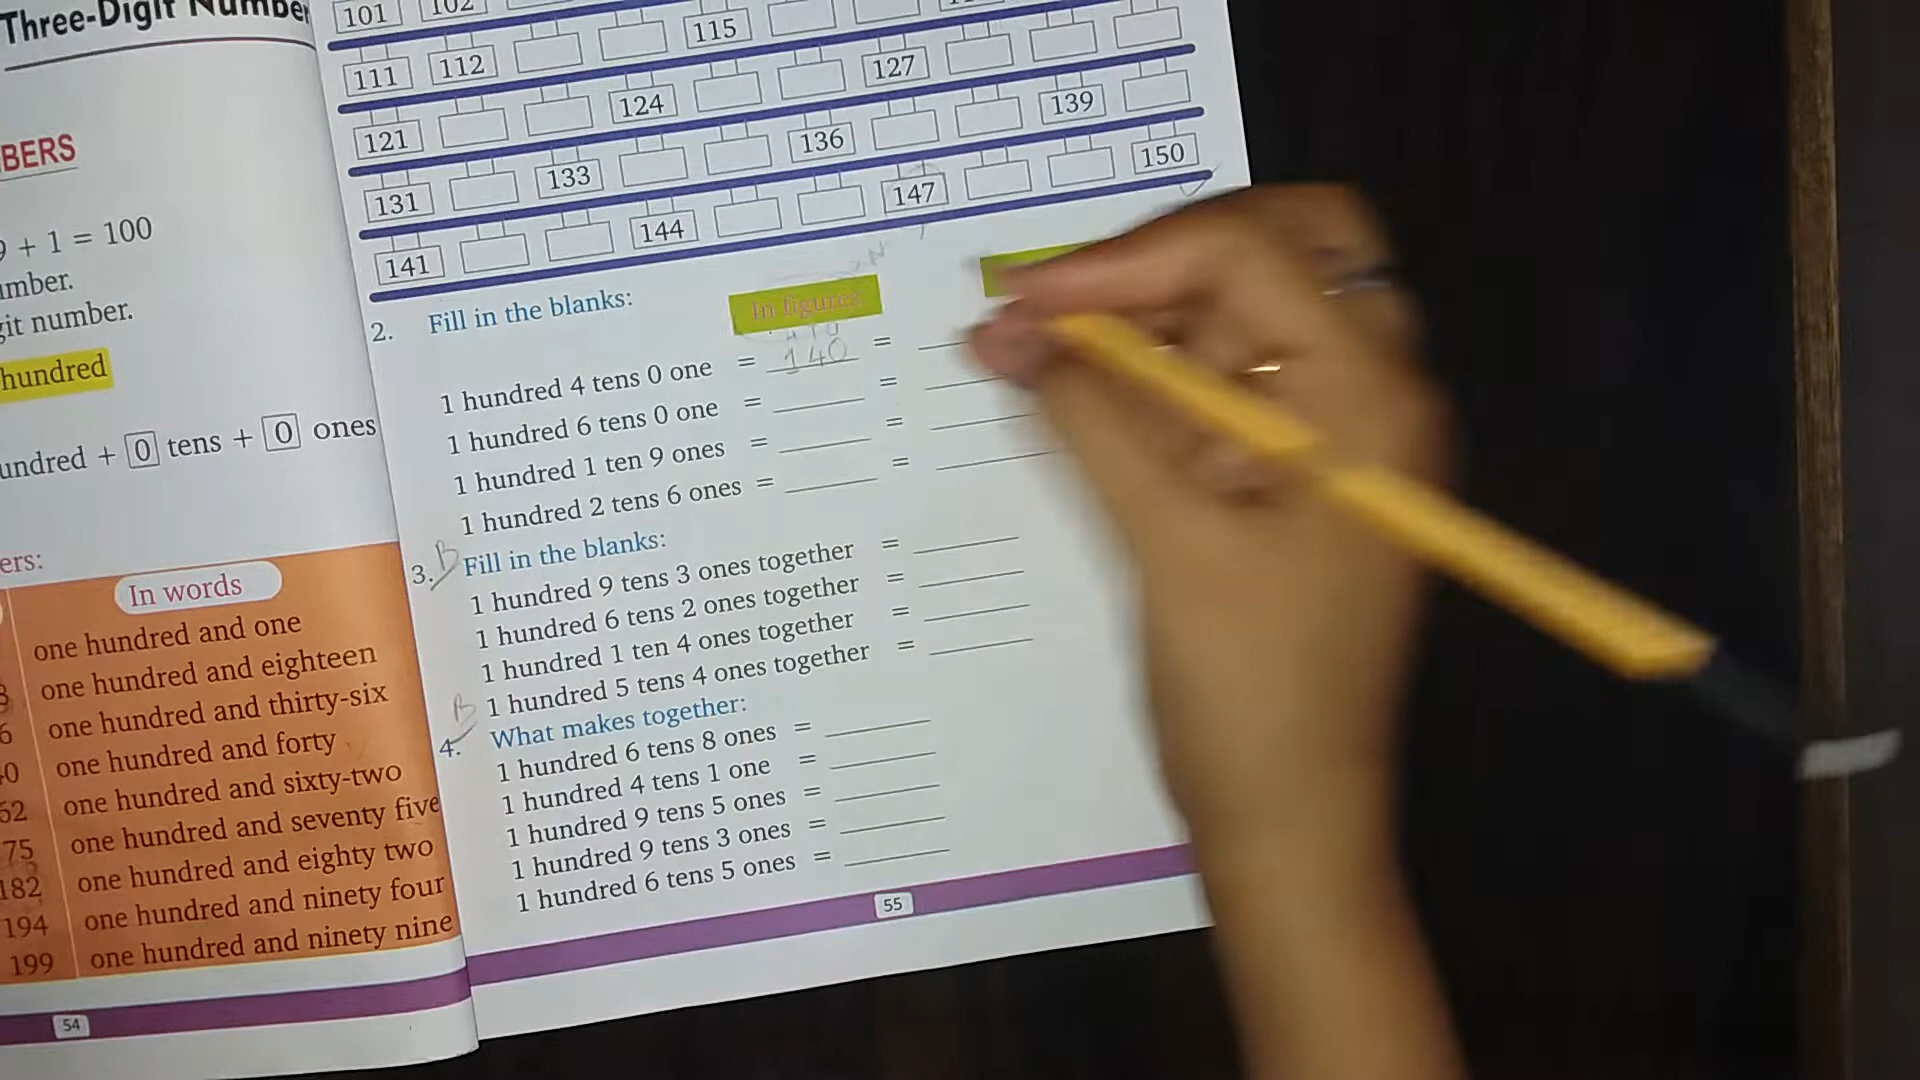 Three-Digit Number
BERS
9 + 1 = 100
umber.
git number.
hundred
undred + 0 tens + 0 ones
ers:
In words
one hundred and one
one hundred and eighteen
one hundred and thirty-six
one hundred and forty
52 one hundred and sixty-two
75 one hundred and seventy five
182 one hundred and eighty two
194 one hundred and ninety four
199 one hundred and ninety nine
54
101 102
111 112 115
121 124 127
131 133 136 139
141 144 147 150
2. Fill in the blanks: In figures
1 hundred 4 tens 0 one = 140 =
1 hundred 6 tens 0 one = =
1 hundred 1 ten 9 ones = =
1 hundred 2 tens 6 ones = =
3. B Fill in the blanks:
1 hundred 9 tens 3 ones together =
1 hundred 6 tens 2 ones together =
1 hundred 1 ten 4 ones together =
1 hundred 5 tens 4 ones together =
4. B What makes together:
1 hundred 6 tens 8 ones =
1 hundred 4 tens 1 one =
1 hundred 9 tens 5 ones =
1 hundred 9 tens 3 ones =
1 hundred 6 tens 5 ones =
55